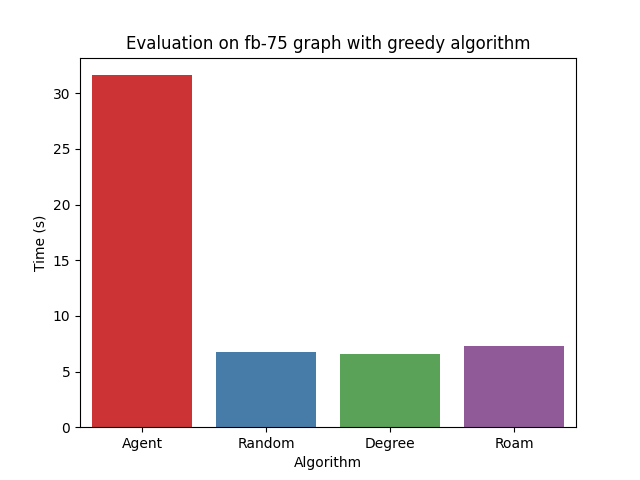 Evaluation on fb-75 graph with greedy algorithm
30
25
20
15
10
5
0
Time (s)
Agent
Random
Degree
Roam
Algorithm